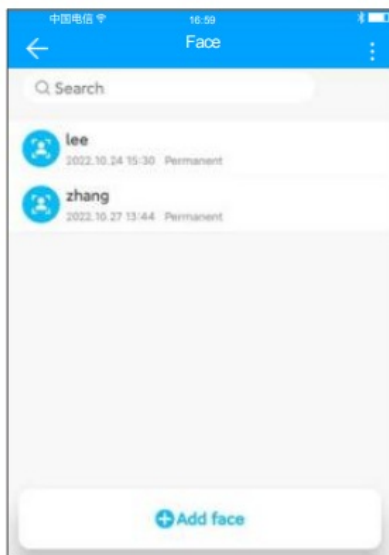 中国电信 16:59
Face
Search
lee
2022.10.24 15:30 Permanent
zhang
2022.10.27 13:44 Permanent
Add face